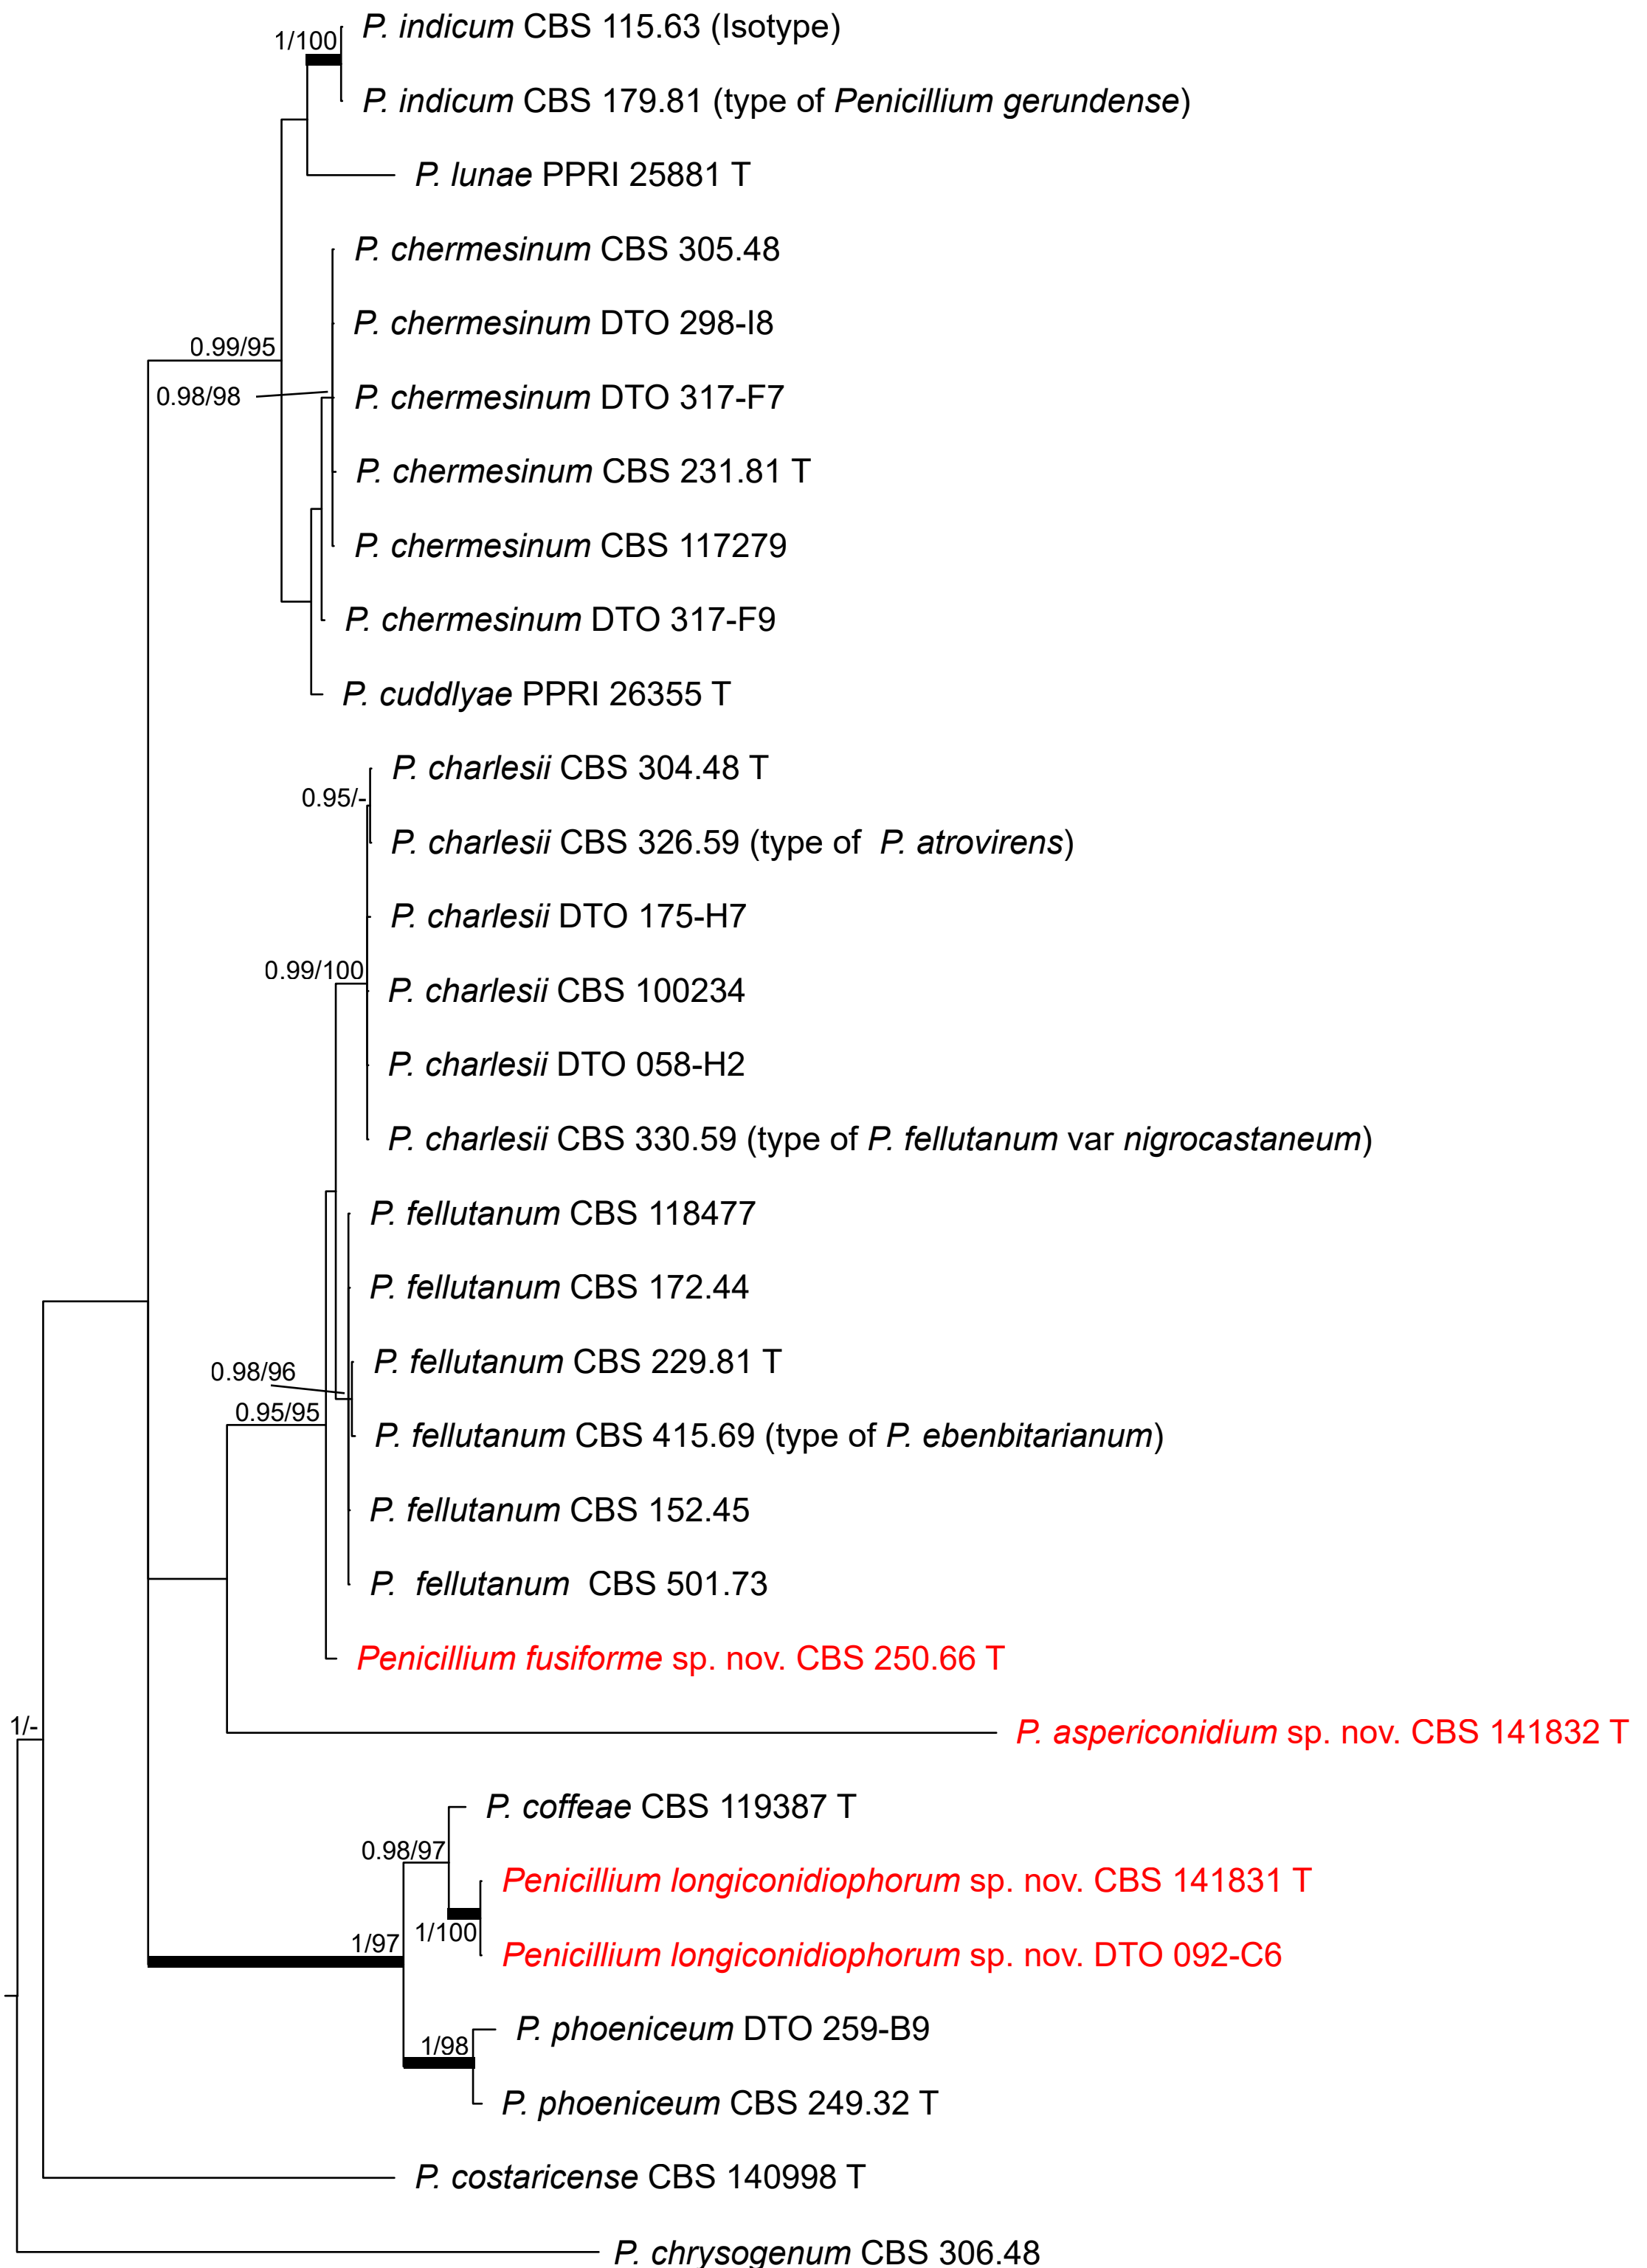 P. indicum CBS 115.63 (Isotype)
1/100
P. indicum CBS 179.81 (type of Penicillium gerundense)
P. lunae PPRI 25881 T
P. chermesinum CBS 305.48
P. chermesinum DTO 298-I8
0.99/95
0.98/98
P. chermesinum DTO 317-F7
P. chermesinum CBS 231.81 T
P. chermesinum CBS 117279
P. chermesinum DTO 317-F9
P. cuddlyae PPRI 26355 T
P. charlesii CBS 304.48 T
0.95/-
P. charlesii CBS 326.59 (type of P. atrovirens)
P. charlesii DTO 175-H7
0.99/100
P. charlesii CBS 100234
P. charlesii DTO 058-H2
P. charlesii CBS 330.59 (type of P. fellutanum var nigrocastaneum)
P. fellutanum CBS 118477
P. fellutanum CBS 172.44
P. fellutanum CBS 229.81 T
0.98/96
0.95/95
P. fellutanum CBS 415.69 (type of P. ebenbitarianum)
P. fellutanum CBS 152.45
P. fellutanum CBS 501.73
Penicillium fusiforme sp. nov. CBS 250.66 T
1/-
P. aspericonidium sp. nov. CBS 141832 T
P. coffeae CBS 119387 T
0.98/97
Penicillium longiconidiophorum sp. nov. CBS 141831 T
1/100
1/97
Penicillium longiconidiophorum sp. nov. DTO 092-C6
P. phoeniceum DTO 259-B9
1/98
P. phoeniceum CBS 249.32 T
P. costaricense CBS 140998 T
P. chrysogenum CBS 306.48